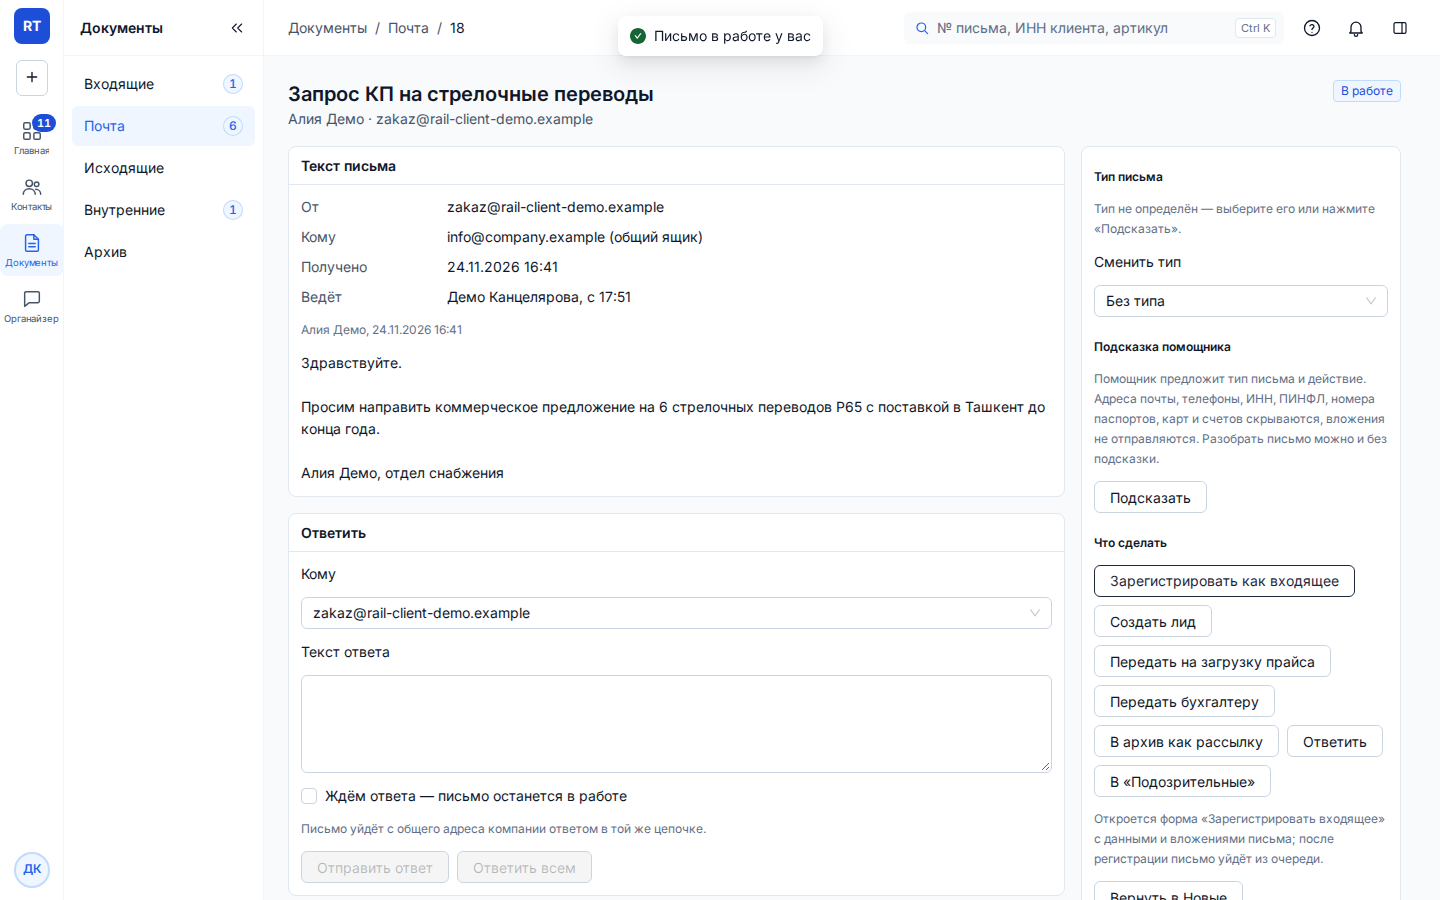 RT
Документы
Документы / Почта / 18
Письмо в работе у вас
№ письма, ИНН клиента, артикул
Ctrl K
11
Главная
Контакты
Документы
Органайзер
ДК
Входящие 1
Почта 6
Исходящие
Внутренние 1
Архив
Запрос КП на стрелочные переводы
Алия Демо · zakaz@rail-client-demo.example
В работе
Текст письма
От zakaz@rail-client-demo.example
Кому info@company.example (общий ящик)
Получено 24.11.2026 16:41
Ведёт Демо Канцелярова, с 17:51
Алия Демо, 24.11.2026 16:41
Здравствуйте.
Просим направить коммерческое предложение на 6 стрелочных переводов Р65 с поставкой в Ташкент до
конца года.
Алия Демо, отдел снабжения
Ответить
Кому
zakaz@rail-client-demo.example
Текст ответа
Ждём ответа — письмо останется в работе
Письмо уйдёт с общего адреса компании ответом в той же цепочке.
Отправить ответ
Ответить всем
Тип письма
Тип не определён — выберите его или нажмите
«Подсказать».
Сменить тип
Без типа
Подсказка помощника
Помощник предложит тип письма и действие.
Адреса почты, телефоны, ИНН, ПИНФЛ, номера
паспортов, карт и счетов скрываются, вложения
не отправляются. Разобрать письмо можно и без
подсказки.
Подсказать
Что сделать
Зарегистрировать как входящее
Создать лид
Передать на загрузку прайса
Передать бухгалтеру
В архив как рассылку
Ответить
В «Подозрительные»
Откроется форма «Зарегистрировать входящее»
с данными и вложениями письма; после
регистрации письмо уйдёт из очереди.
Вернуть в Новые